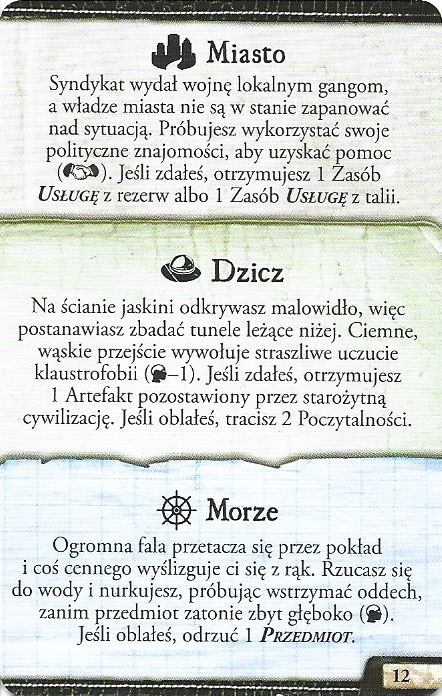 Miasto
Syndykat wydał wojnę lokalnym gangom,
a władze miasta nie są w stanie zapanować
nad sytuacją. Próbujesz wykorzystać swoje
polityczne znajomości, aby uzyskać pomoc
(). Jeśli zdałeś, otrzymujesz 1 Zasób
Usługę z rezerw albo 1 Zasób Usługę z talii.
Dzicz
Na ścianie jaskini odkrywasz malowidło, więc
postanawiasz zbadać tunele leżące niżej. Ciemne,
wąskie przejście wywołuje straszliwe uczucie
klaustrofobii (–1). Jeśli zdałeś, otrzymujesz
1 Artefakt pozostawiony przez starożytną
cywilizację. Jeśli oblałeś, tracisz 2 Poczytalności.
Morze
Ogromna fala przetacza się przez pokład
i coś cennego wyślizguje ci się z rąk. Rzucasz się
do wody i nurkujesz, próbując wstrzymać oddech,
zanim przedmiot zatonie zbyt głęboko ().
Jeśli oblałeś, odrzuć 1 Przedmiot.
12